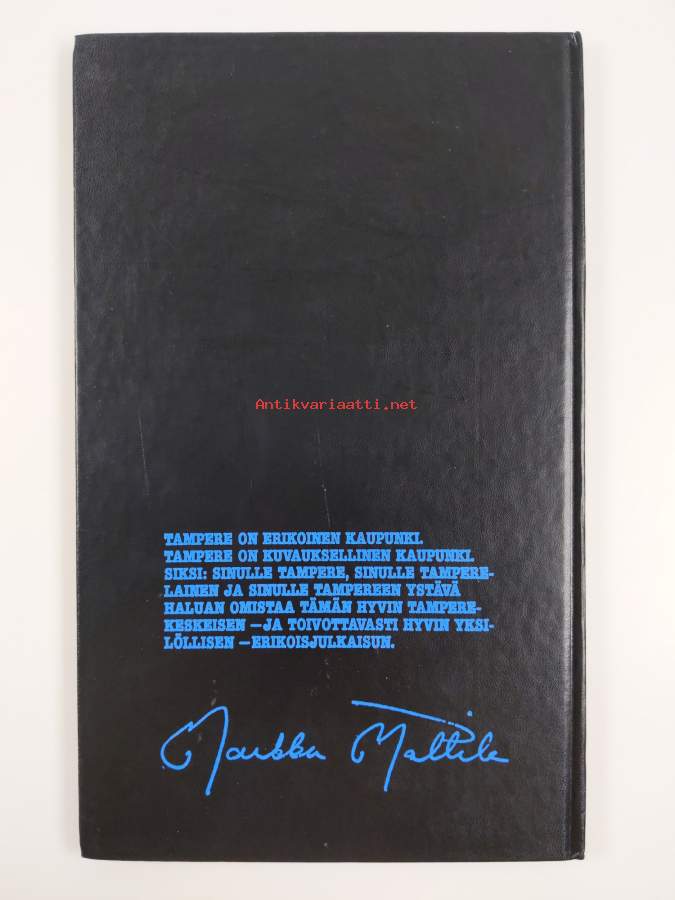 Antikvariaatti.net
TAMPERE ON ERIKOINEN KAUPUNKI.
TAMPERE ON KUVAUKSELLINEN KAUPUNKI.
SIKSI: SINULLE TAMPERE, SINULLE TAMPERE-
LAINEN JA SINULLE TAMPEREEN YSTÄVÄ
HALUAN OMISTAA TÄMÄN HYVIN TAMPERE-
KESKEISEN –JA TOIVOTTAVASTI HYVIN YKSI-
LÖLLISEN –ERIKOISJULKAISUN.
Markku Mattila